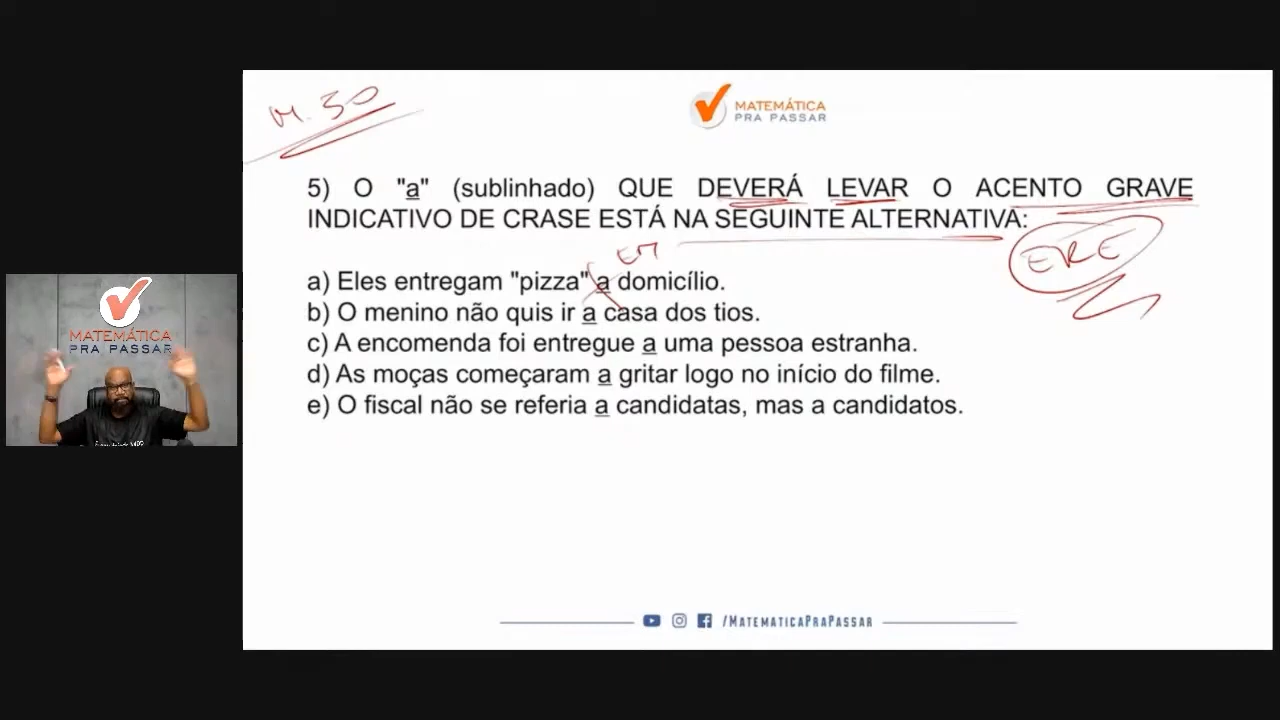 M. 30
MATEMÁTICA
PRA PASSAR
5) O "a" (sublinhado) QUE DEVERÁ LEVAR O ACENTO GRAVE
INDICATIVO DE CRASE ESTÁ NA SEGUINTE ALTERNATIVA:
ERE
EM
a) Eles entregam "pizza" a domicílio.
b) O menino não quis ir a casa dos tios.
c) A encomenda foi entregue a uma pessoa estranha.
d) As moças começaram a gritar logo no início do filme.
e) O fiscal não se referia a candidatas, mas a candidatos.
MATEMÁTICA
PRA PASSAR
/MATEMATICAPRAPASSAR